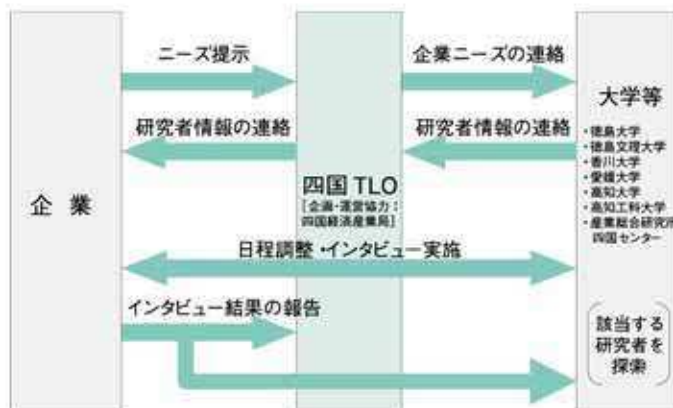 ニーズ提示
企業ニーズの連絡
大学等
研究者情報の連絡
研究者情報の連絡
・徳島大学
・徳島文理大学
・香川大学
・愛媛大学
・高知大学
・高知工科大学
・産業総合研究所
四国センター
企業
四国 TLO
[企画・運営協力:
四国経済産業局]
日程調整・インタビュー実施
インタビュー結果の報告
該当する
研究者を
探索